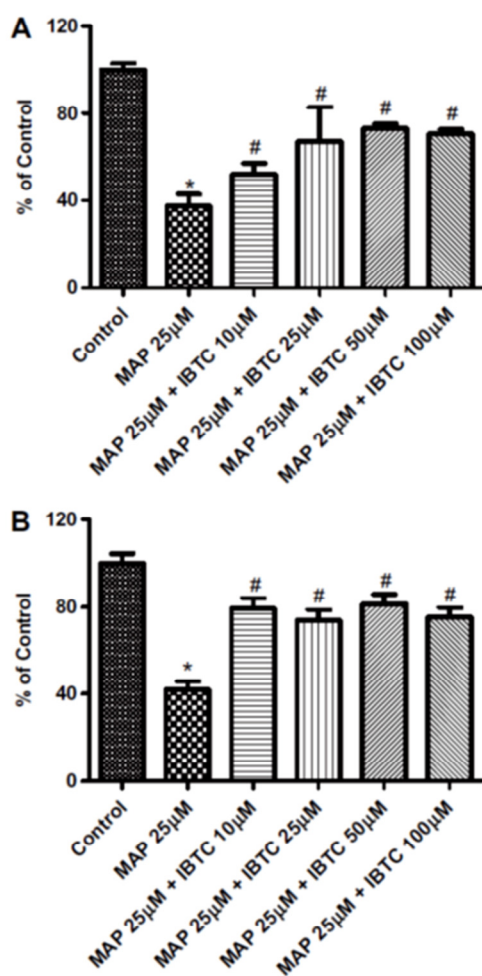 A
% of Control
120
80
40
0
*
#
#
#
#
Control
MAP 25µM
MAP 25µM + IBTC 10µM
MAP 25µM + IBTC 25µM
MAP 25µM + IBTC 50µM
MAP 25µM + IBTC 100µM
B
% of Control
120
80
40
0
*
#
#
#
#
Control
MAP 25µM
MAP 25µM + IBTC 10µM
MAP 25µM + IBTC 25µM
MAP 25µM + IBTC 50µM
MAP 25µM + IBTC 100µM